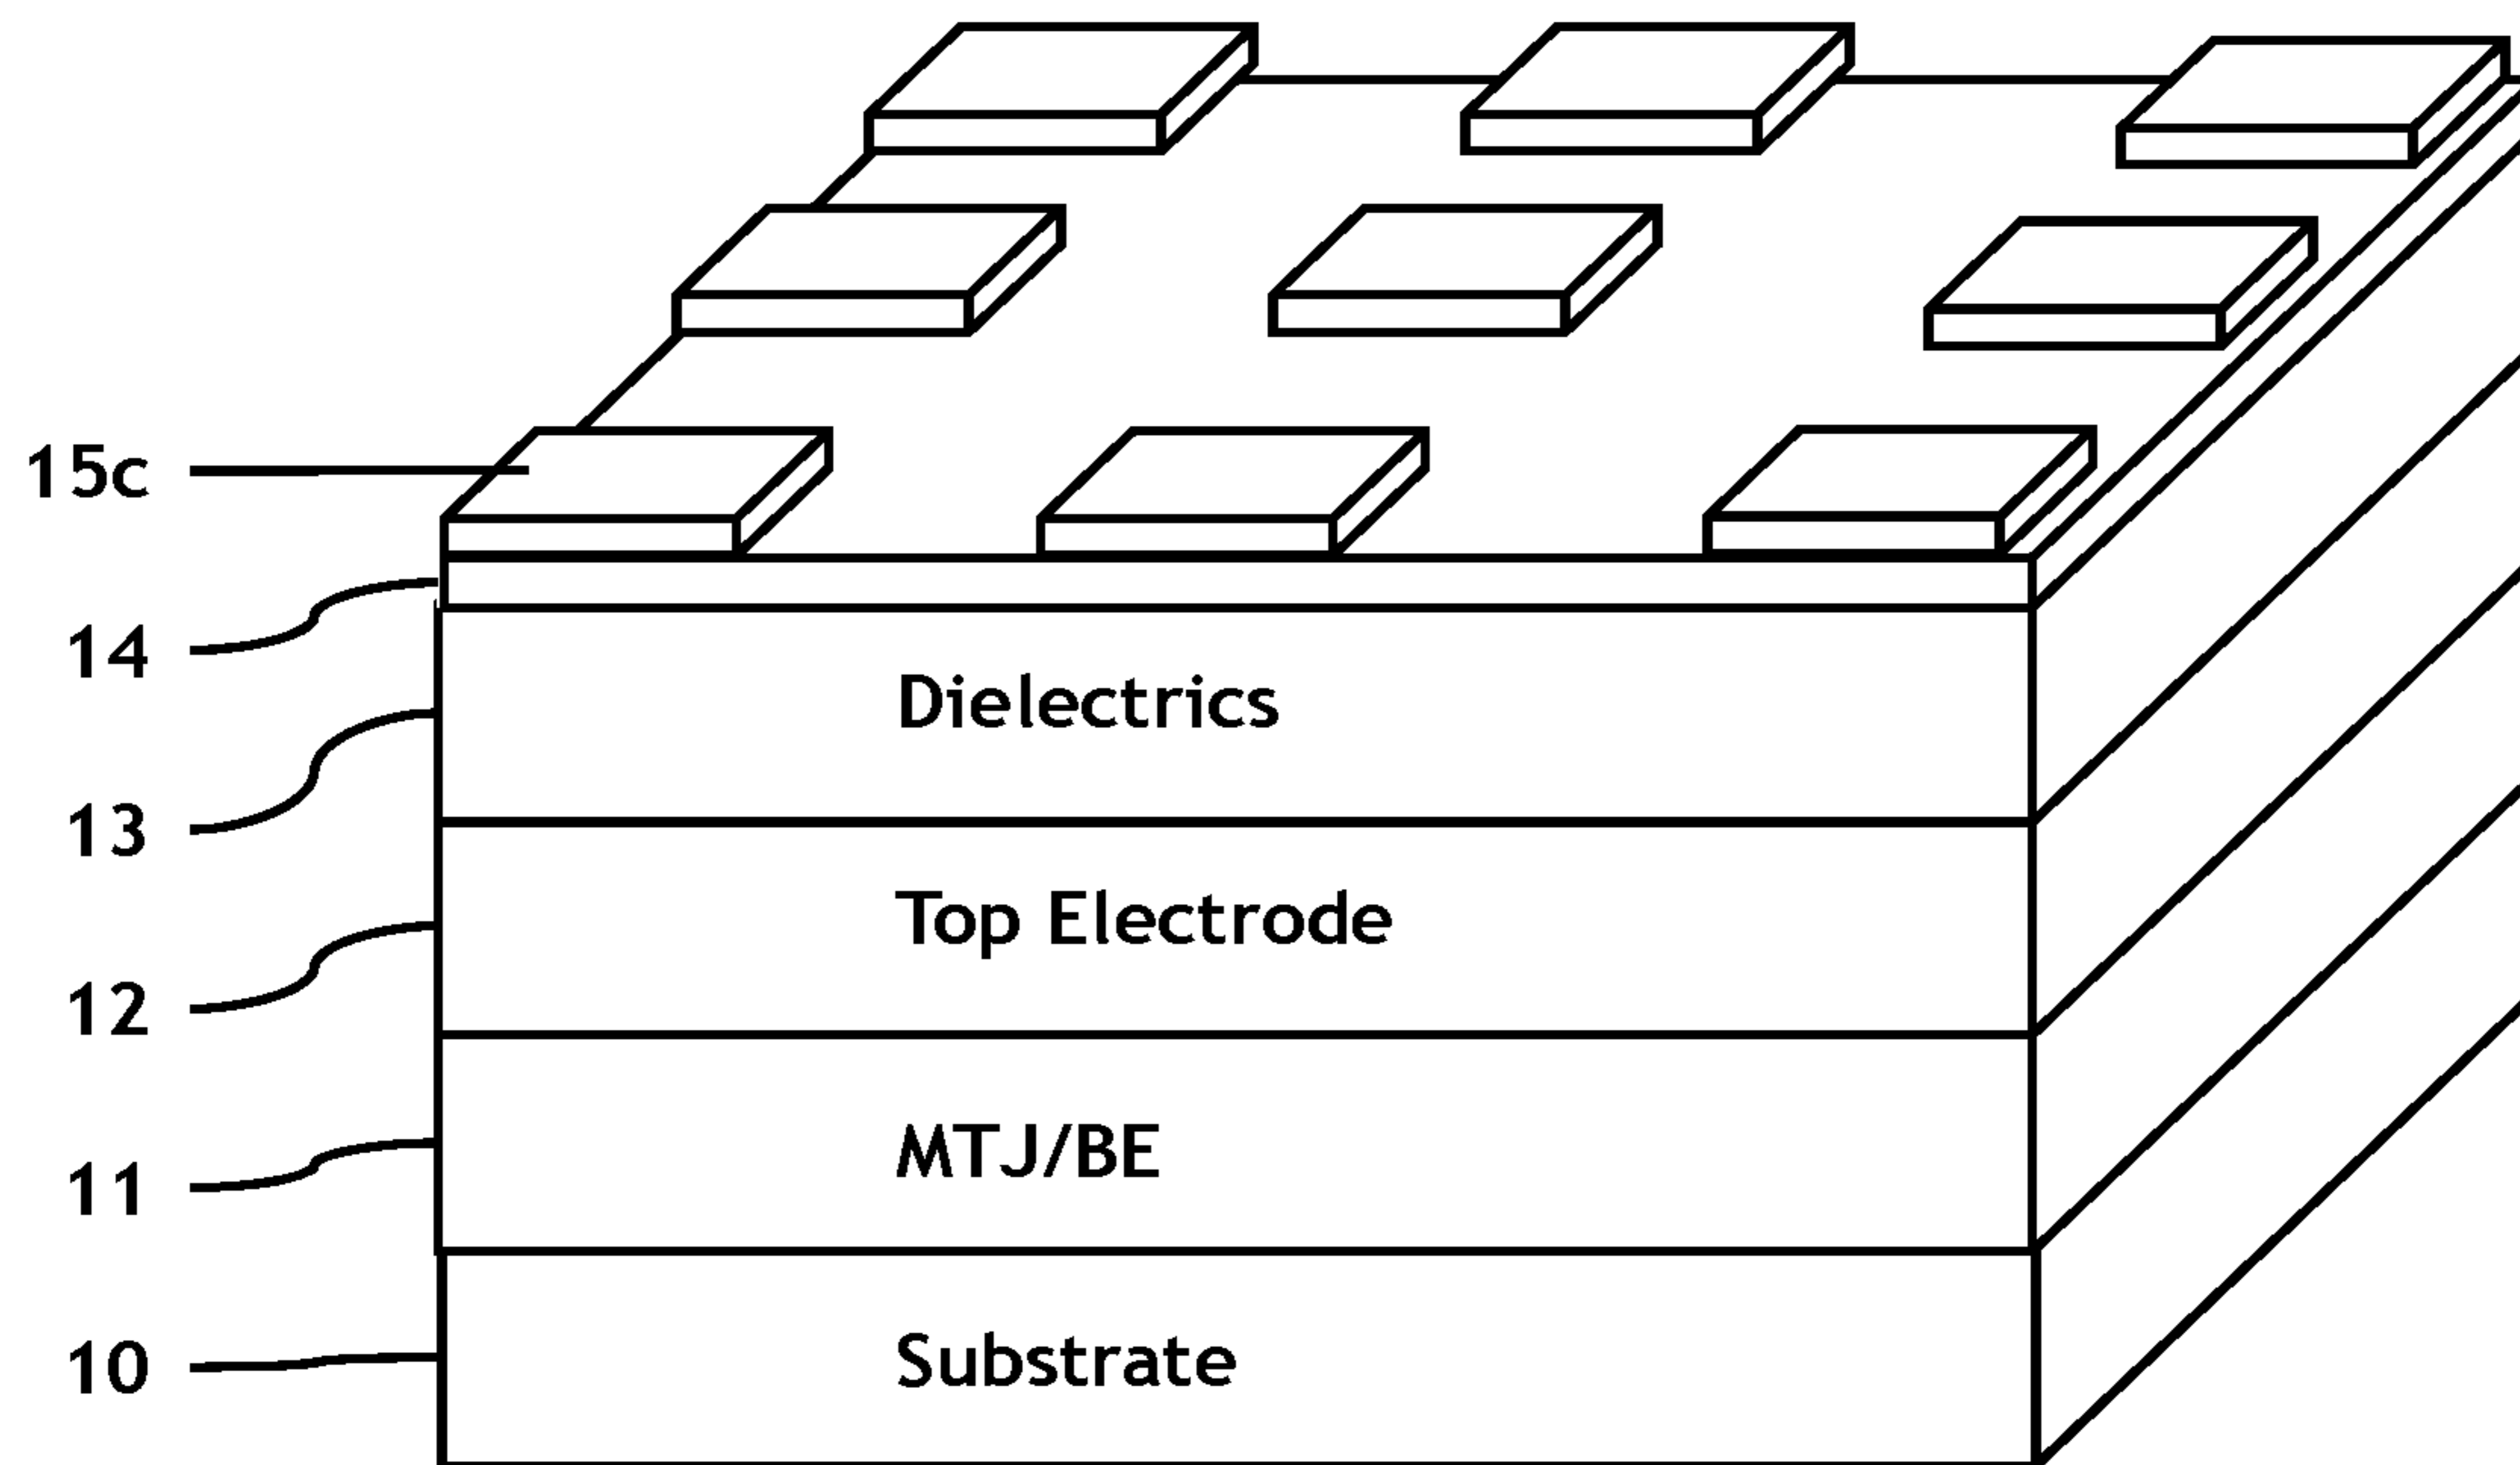 15c
14
Dielectrics
13
Top Electrode
12
MTJ/BE
11
Substrate
10